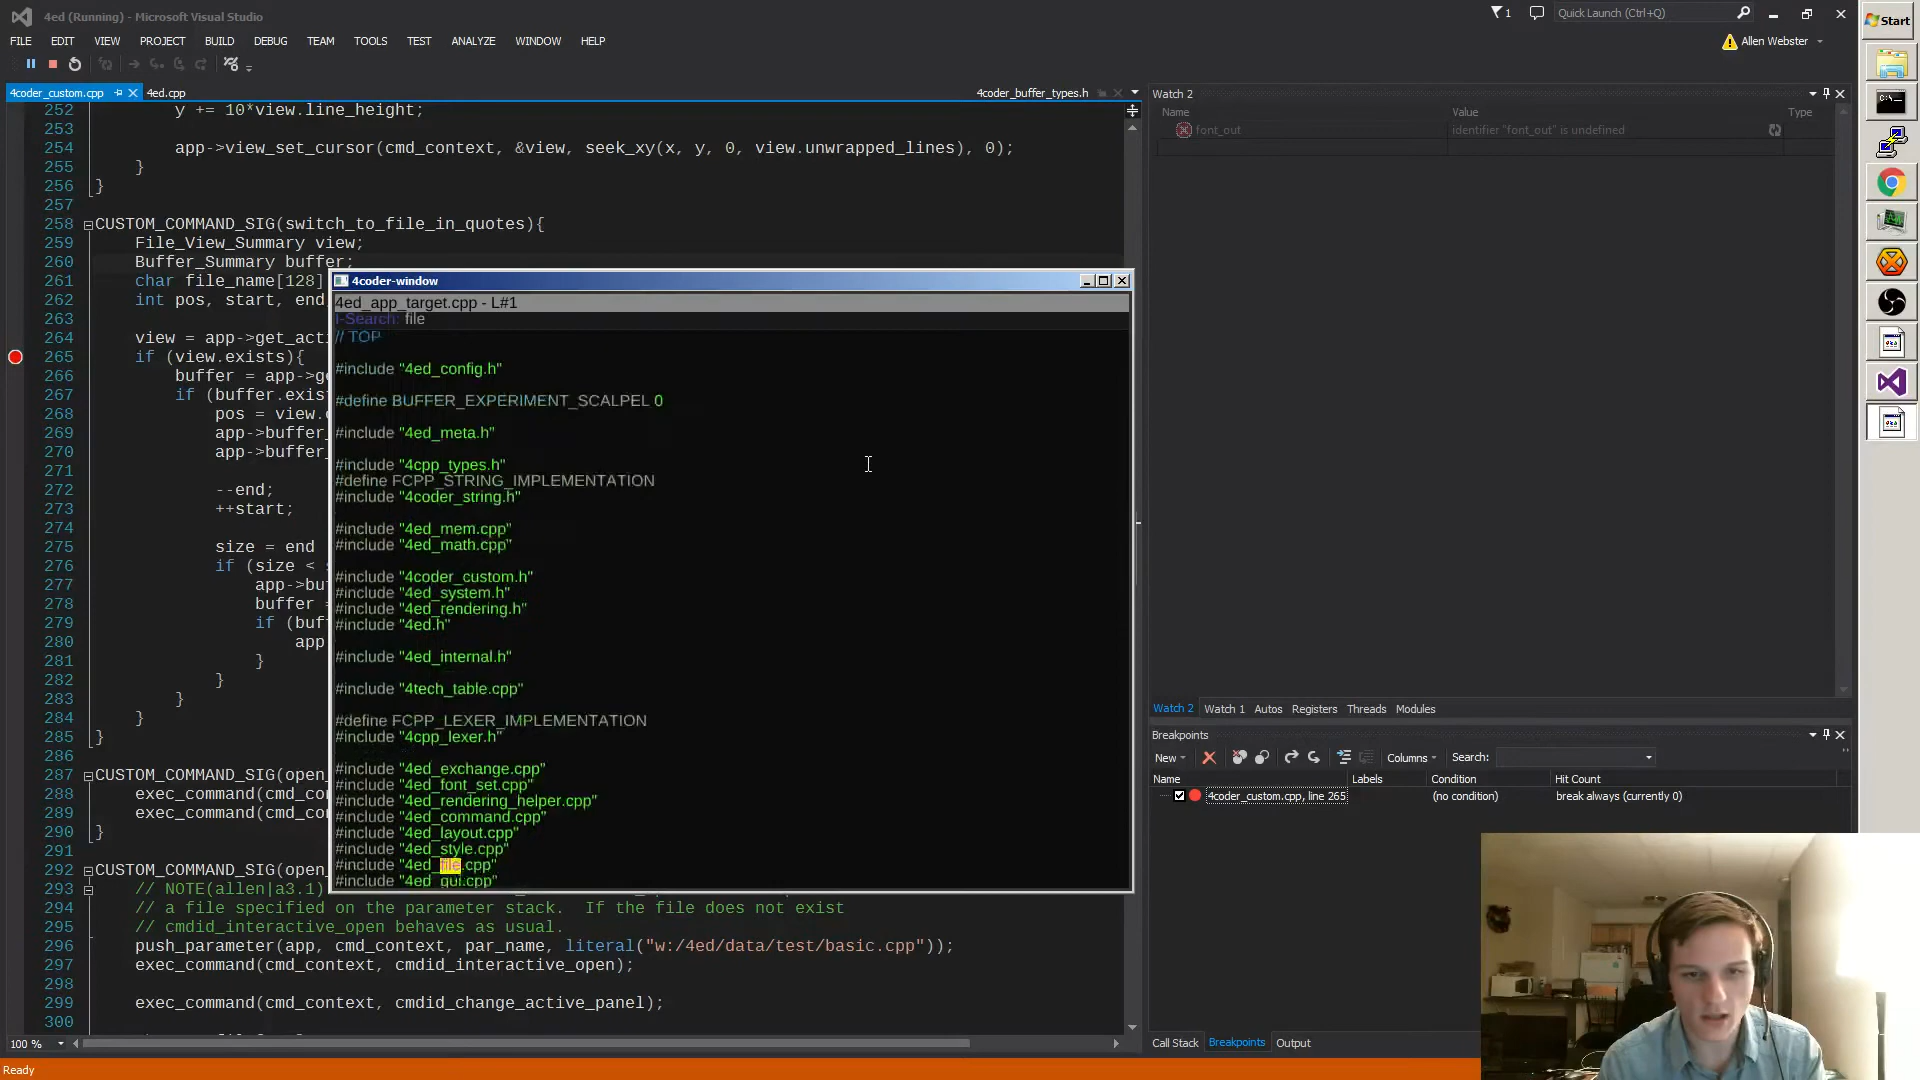 4ed (Running) - Microsoft Visual Studio
1
Quick Launch (Ctrl+Q)
Start
FILE EDIT VIEW PROJECT BUILD DEBUG TEAM TOOLS TEST ANALYZE WINDOW HELP
Allen Webster
4coder_custom.cpp
4ed.cpp
4coder_buffer_types.h
252 y += 10*view.line_height;
253
254 app->view_set_cursor(cmd_context, &view, seek_xy(x, y, 0, view.unwrapped_lines), 0);
255 }
256 }
257
258 CUSTOM_COMMAND_SIG(switch_to_file_in_quotes){
259 File_View_Summary view;
260 Buffer_Summary buffer;
261 char file_name[128]
262 int pos, start, end
263
264 view = app->get_acti
265 if (view.exists){
266 buffer = app->ge
267 if (buffer.exist
268 pos = view.c
269 app->buffer_
270 app->buffer_
271
272 --end;
273 ++start;
274
275 size = end
276 if (size < s
277 app->buf
278 buffer =
279 if (buff
280 app
281 }
282 }
283 }
284 }
285 }
286
287 CUSTOM_COMMAND_SIG(open_
288 exec_command(cmd_con
289 exec_command(cmd_con
290 }
291
292 CUSTOM_COMMAND_SIG(open_
293 // NOTE(allen|a3.1)
294 // a file specified on the parameter stack.  If the file does not exist
295 // cmdid_interactive_open behaves as usual.
296 push_parameter(app, cmd_context, par_name, literal("w:/4ed/data/test/basic.cpp"));
297 exec_command(cmd_context, cmdid_interactive_open);
298
299 exec_command(cmd_context, cmdid_change_active_panel);
300
100 %
Ready
4coder-window
4ed_app_target.cpp - L#1
I-Search: file
// TOP
#include "4ed_config.h"
#define BUFFER_EXPERIMENT_SCALPEL 0
#include "4ed_meta.h"
#include "4cpp_types.h"
#define FCPP_STRING_IMPLEMENTATION
#include "4coder_string.h"
#include "4ed_mem.cpp"
#include "4ed_math.cpp"
#include "4coder_custom.h"
#include "4ed_system.h"
#include "4ed_rendering.h"
#include "4ed.h"
#include "4ed_internal.h"
#include "4tech_table.cpp"
#define FCPP_LEXER_IMPLEMENTATION
#include "4cpp_lexer.h"
#include "4ed_exchange.cpp"
#include "4ed_font_set.cpp"
#include "4ed_rendering_helper.cpp"
#include "4ed_command.cpp"
#include "4ed_layout.cpp"
#include "4ed_style.cpp"
#include "4ed_file.cpp"
#include "4ed_gui.cpp"
Watch 2
Name Value Type
font_out identifier "font_out" is undefined
Watch 2 Watch 1 Autos Registers Threads Modules
Breakpoints
New Columns Search:
Name Labels Condition Hit Count
4coder_custom.cpp, line 265 (no condition) break always (currently 0)
Call Stack Breakpoints Output